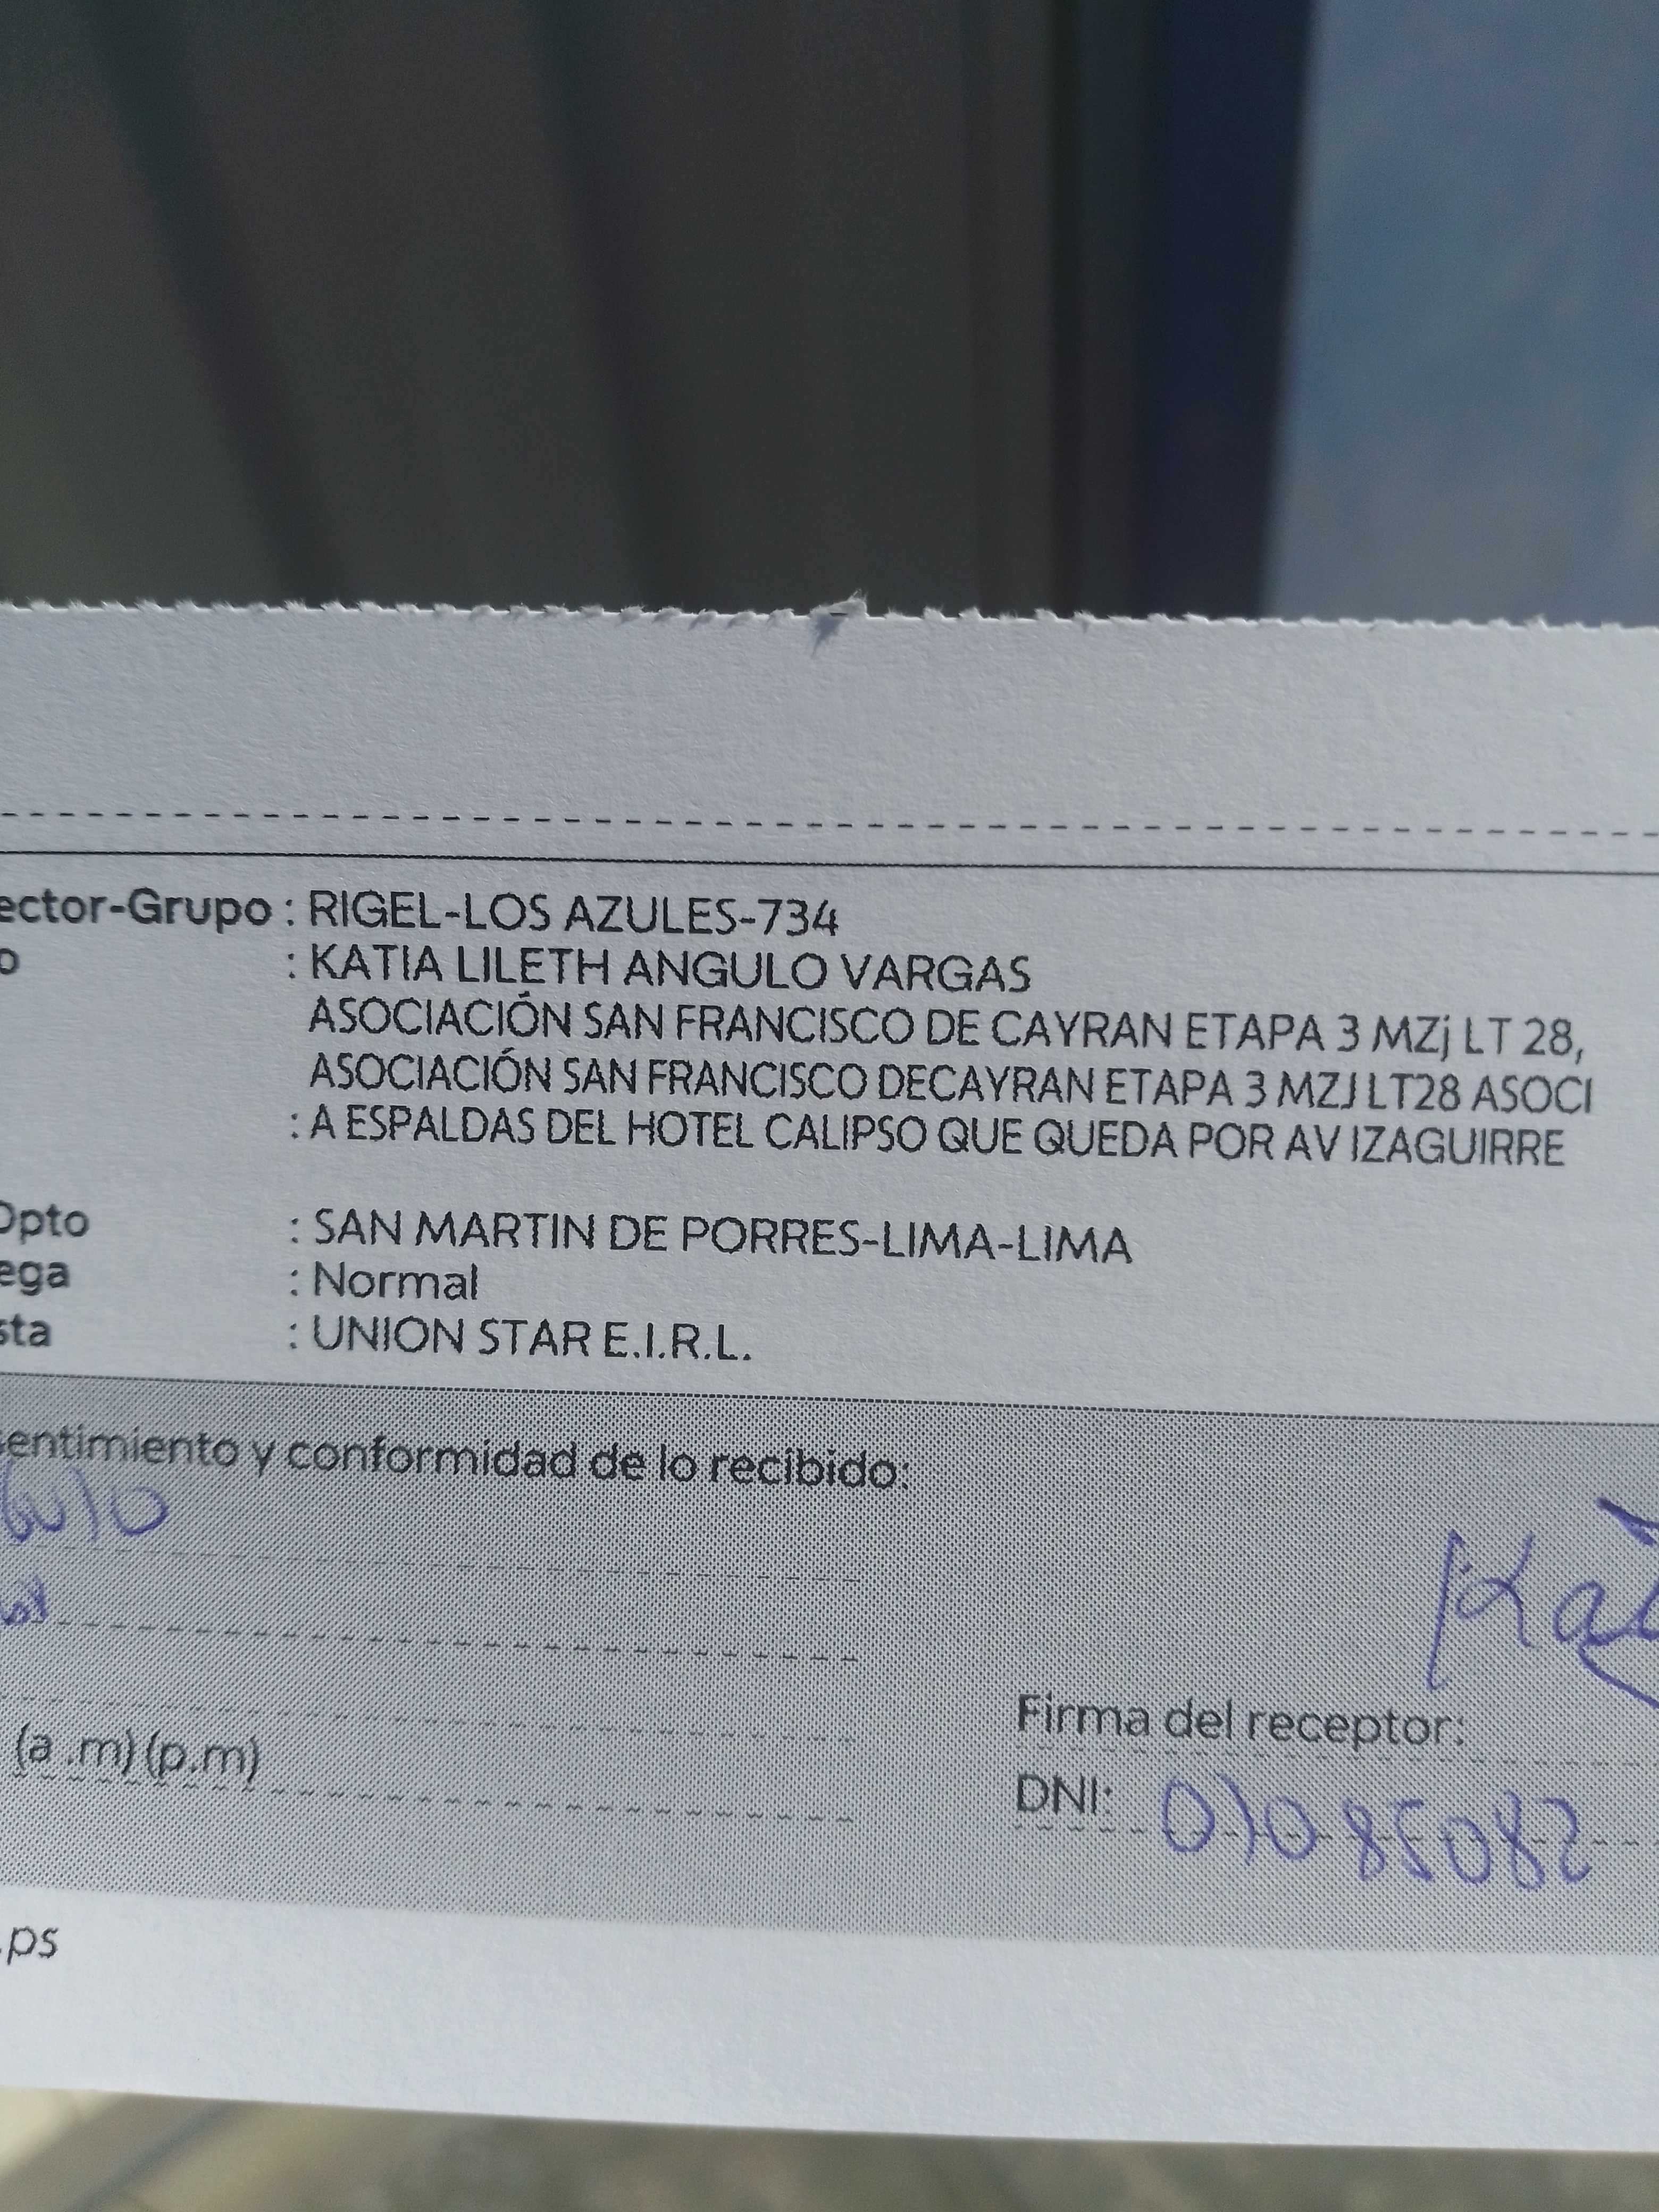 ector-Grupo : RIGEL-LOS AZULES-734
o : KATIA LILETH ANGULO VARGAS
ASOCIACIÓN SAN FRANCISCO DE CAYRAN ETAPA 3 MZj LT 28,
ASOCIACIÓN SAN FRANCISCO DECAYRAN ETAPA 3 MZJ LT28 ASOCI
: A ESPALDAS DEL HOTEL CALIPSO QUE QUEDA POR AV IZAGUIRRE
Dpto : SAN MARTIN DE PORRES-LIMA-LIMA
ega : Normal
sta : UNION STAR E.I.R.L.
sentimiento y conformidad de lo recibido:
gulo
Kat
(a .m) (p.m)
Firma del receptor:
DNI: 01085082
.ps